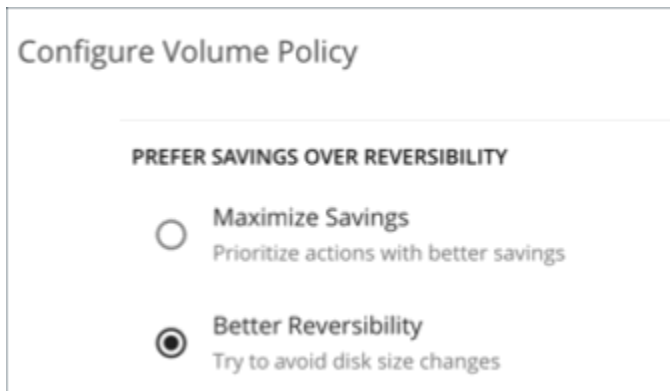 Configure Volume Policy
PREFER SAVINGS OVER REVERSIBILITY
Maximize Savings
Prioritize actions with better savings
Better Reversibility
Try to avoid disk size changes